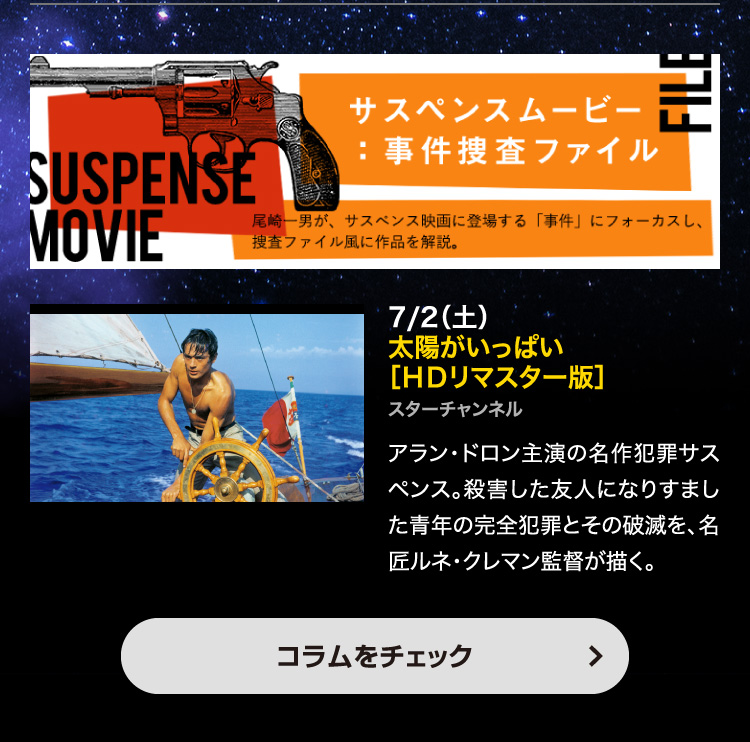 FILE
サスペンスムービー
：事件捜査ファイル
SUSPENSE
MOVIE
尾崎一男が、サスペンス映画に登場する「事件」にフォーカスし、
捜査ファイル風に作品を解説。
7/2（土）
太陽がいっぱい
［HDリマスター版］
スターチャンネル
アラン・ドロン主演の名作犯罪サス
ペンス。殺害した友人になりすまし
た青年の完全犯罪とその破滅を、名
匠ルネ・クレマン監督が描く。
コラムをチェック